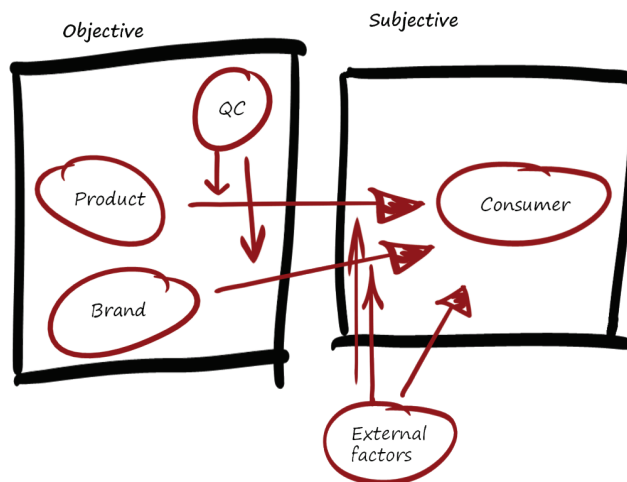 Objective
Subjective
QC
Product
Consumer
Brand
External
factors